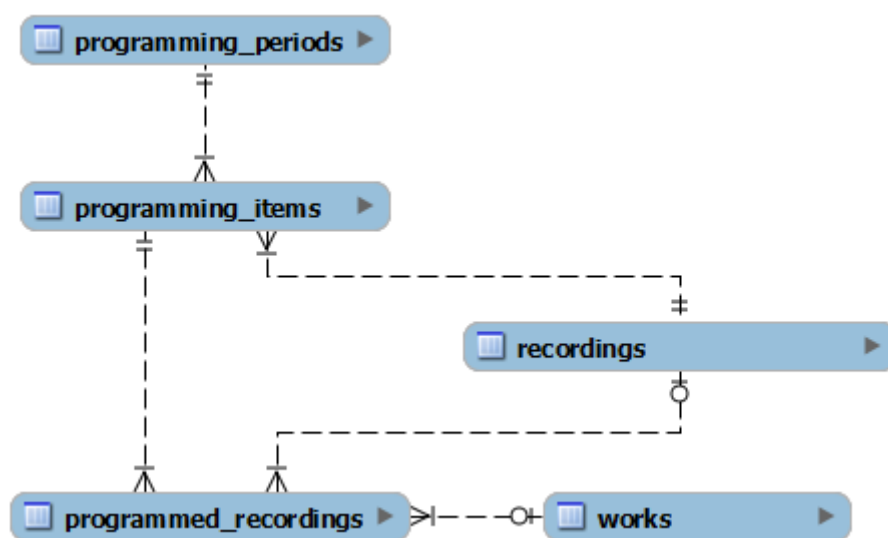 programming_periods
programming_items
recordings
programmed_recordings
works